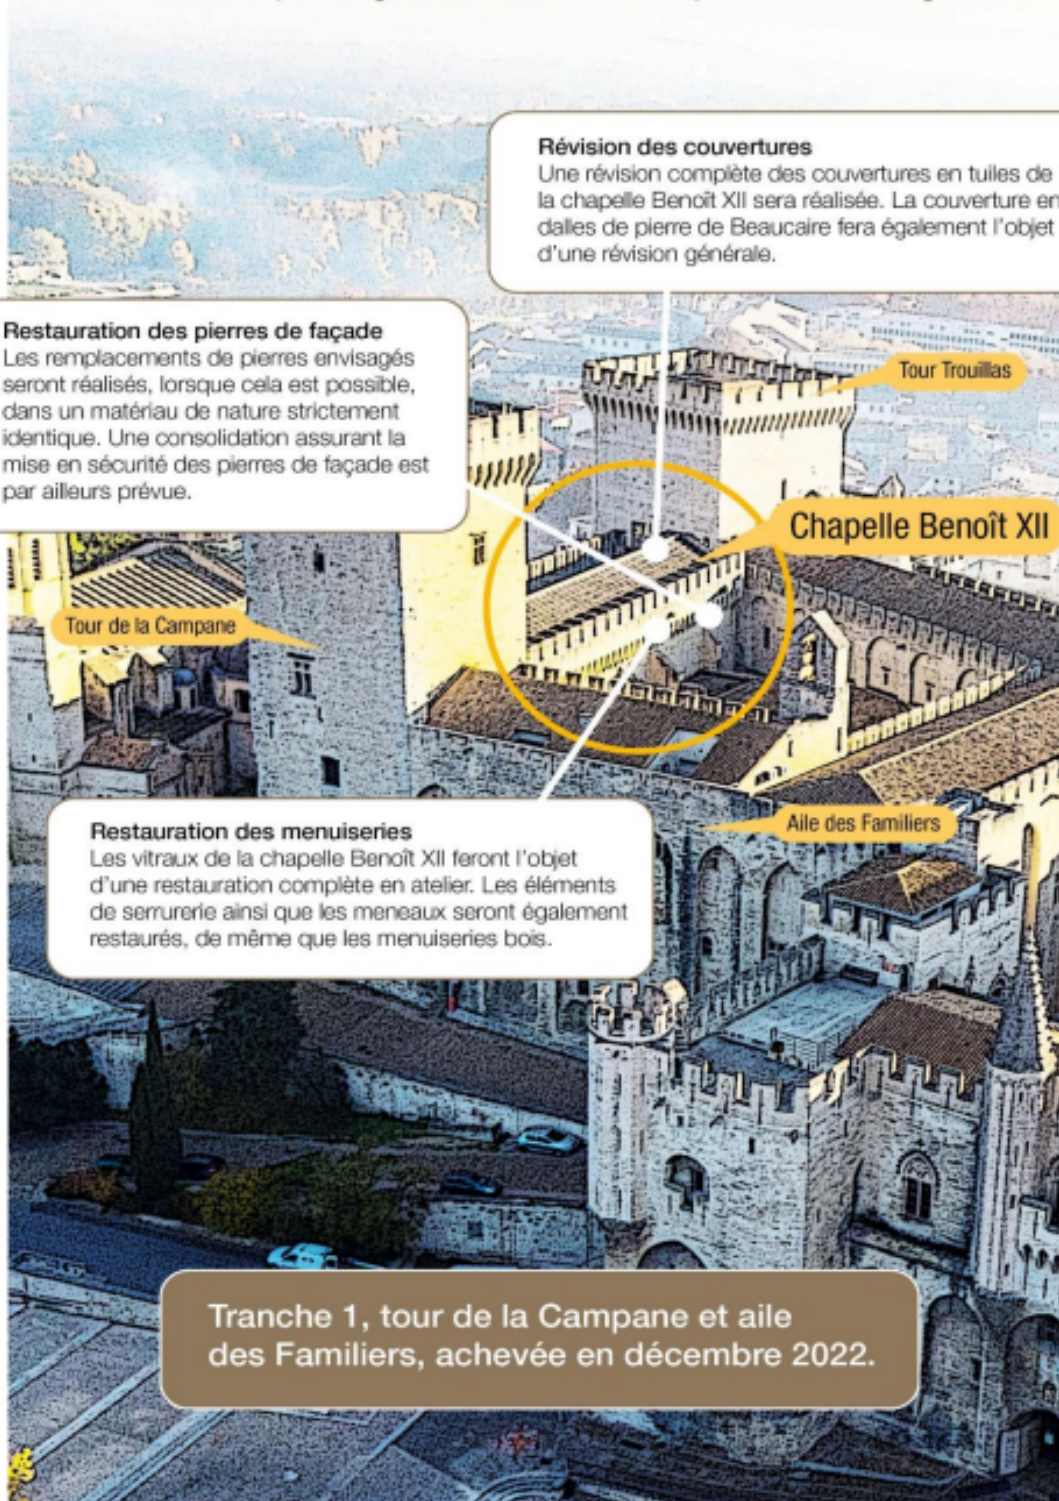 Révision des couvertures
Une révision complète des couvertures en tuiles de
la chapelle Benoît XII sera réalisée. La couverture en
dalles de pierre de Beaucaire fera également l'objet
d'une révision générale.
Restauration des pierres de façade
Les remplacements de pierres envisagés
seront réalisés, lorsque cela est possible,
dans un matériau de nature strictement
identique. Une consolidation assurant la
mise en sécurité des pierres de façade est
par ailleurs prévue.
Tour Trouillas
Chapelle Benoît XII
Tour de la Campane
Aile des Familiers
Restauration des menuiseries
Les vitraux de la chapelle Benoît XII feront l'objet
d'une restauration complète en atelier. Les éléments
de serrurerie ainsi que les meneaux seront également
restaurés, de même que les menuiseries bois.
Tranche 1, tour de la Campane et aile
des Familiers, achevée en décembre 2022.